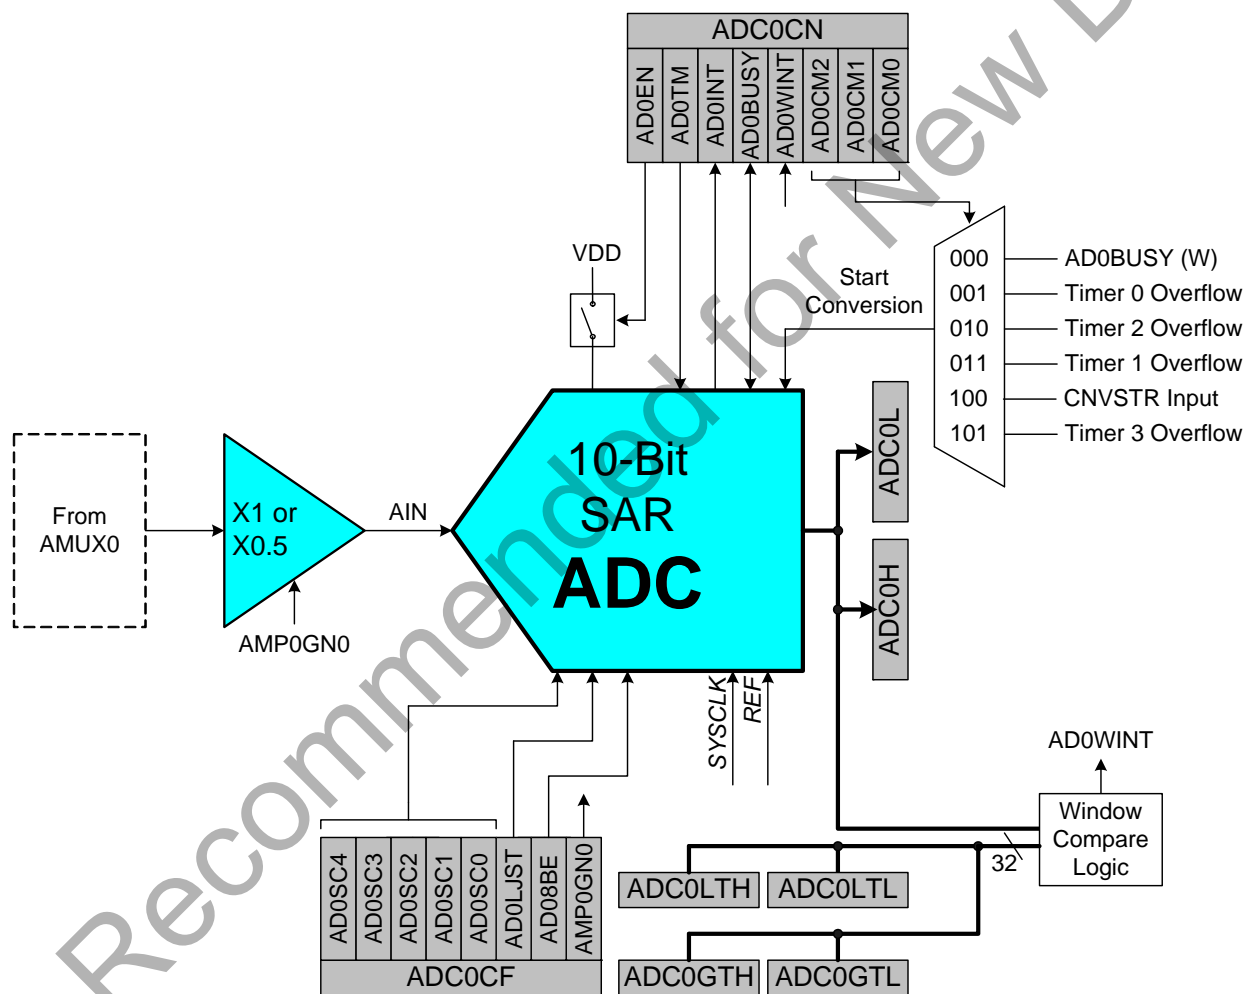 ADC0CN
AD0EN
AD0TM
AD0INT
AD0BUSY
AD0WINT
AD0CM2
AD0CM1
AD0CM0
VDD
Start
Conversion
000
AD0BUSY (W)
001
Timer 0 Overflow
010
Timer 2 Overflow
011
Timer 1 Overflow
100
CNVSTR Input
101
Timer 3 Overflow
From
AMUX0
X1 or
X0.5
AIN
AMP0GN0
10-Bit
SAR
ADC
ADC0L
ADC0H
SYSCLK
REF
AD0WINT
Window
Compare
Logic
32
AD0SC4
AD0SC3
AD0SC2
AD0SC1
AD0SC0
AD0LJST
AD08BE
AMP0GN0
ADC0CF
ADC0LTH
ADC0LTL
ADC0GTH
ADC0GTL
Recommended for New